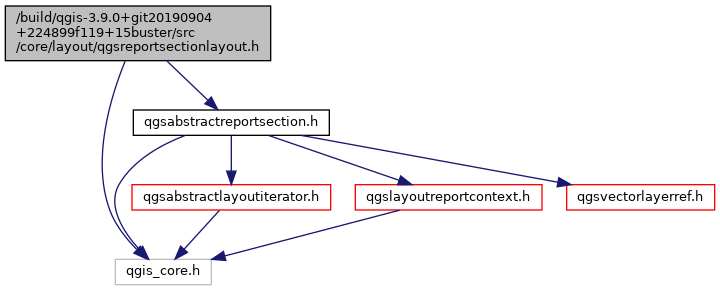 /build/qgis-3.9.0+git20190904
+224899f119+15buster/src
/core/layout/qgsreportsectionlayout.h
qgsabstractreportsection.h
qgsabstractlayoutiterator.h
qgslayoutreportcontext.h
qgsvectorlayerref.h
qgis_core.h